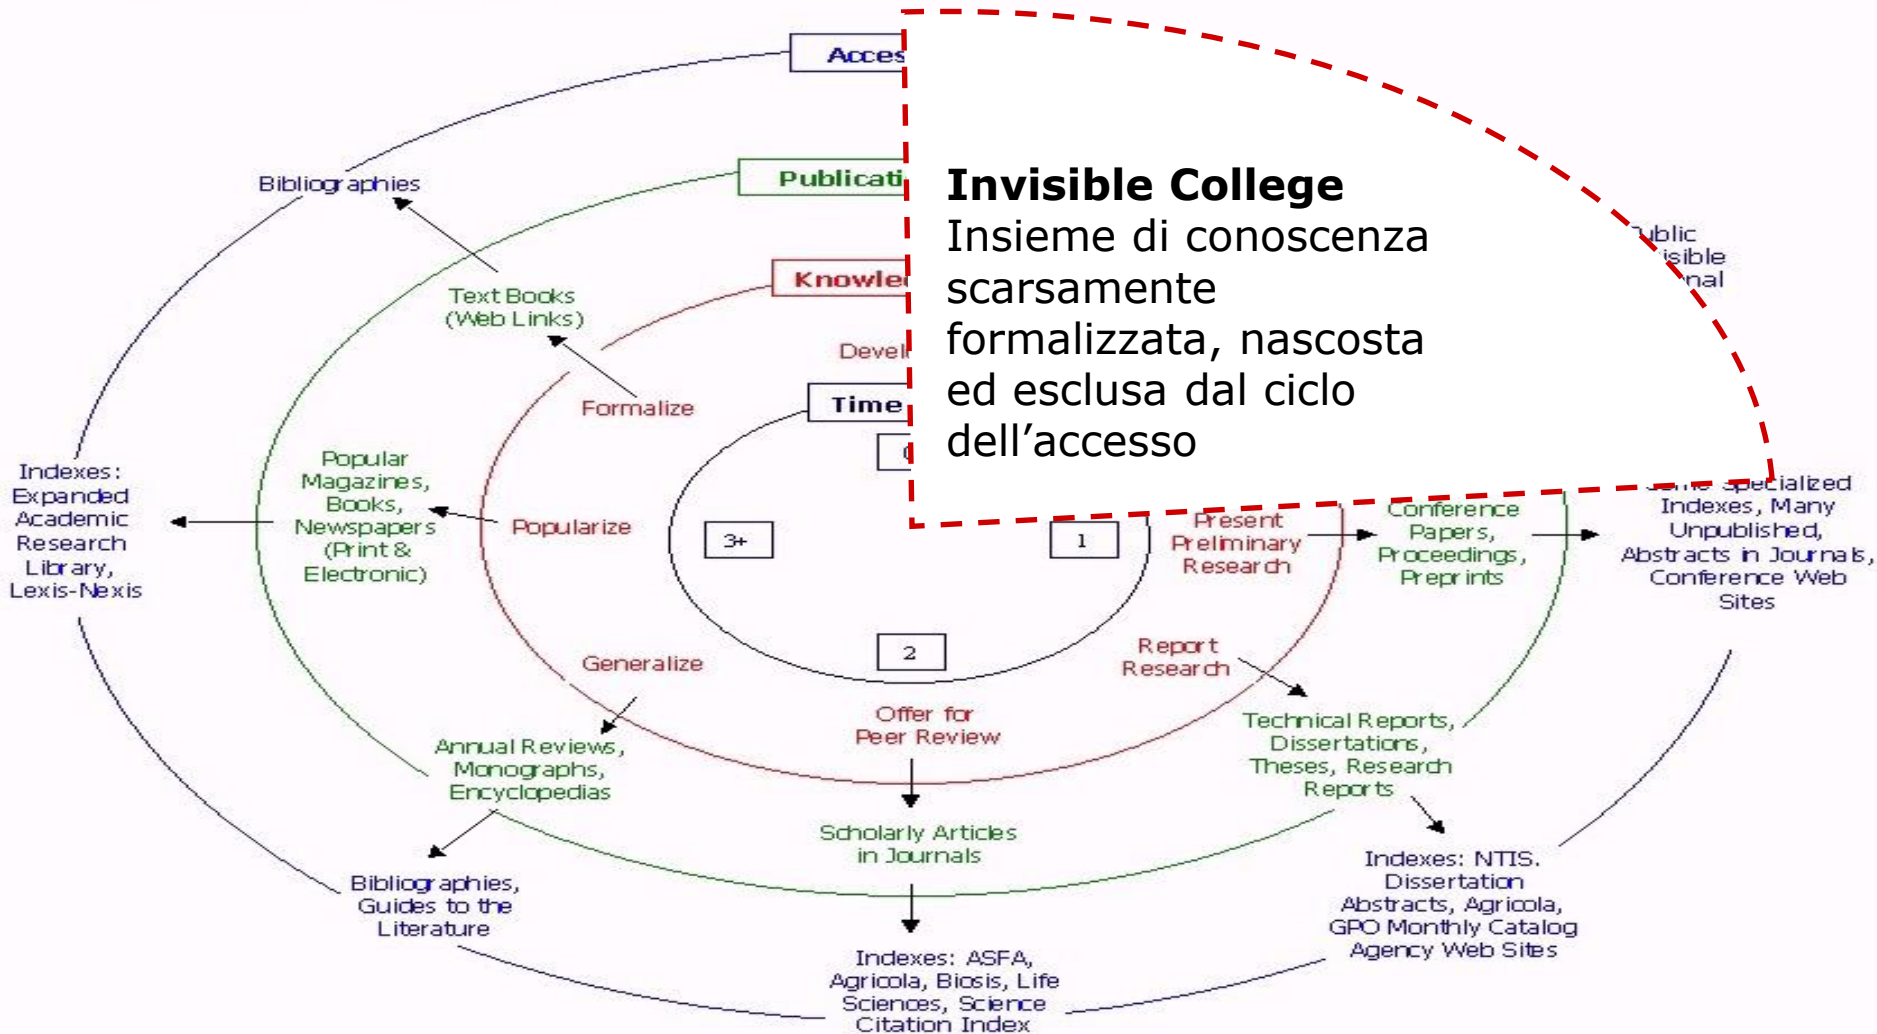 Invisible College
Insieme di conoscenza
scarsamente
formalizzata, nascosta
ed esclusa dal ciclo
dell’accesso
Bibliographies
Text Books
(Web Links)
Formalize
Time
Indexes:
Expanded
Academic
Research
Library,
Lexis-Nexis
Popular
Magazines,
Books,
Newspapers
(Print &
Electronic)
Popularize
3+
1
2
Present
Preliminary
Research
Conference
Papers,
Proceedings,
Preprints
Specialized
Indexes, Many
Unpublished,
Abstracts in Journals,
Conference Web
Sites
Generalize
Report
Research
Offer for
Peer Review
Annual Reviews,
Monographs,
Encyclopedias
Technical Reports,
Dissertations,
Theses, Research
Reports
Scholarly Articles
in Journals
Bibliographies,
Guides to the
Literature
Indexes: NTIS.
Dissertation
Abstracts, Agricola,
GPO Monthly Catalog
Agency Web Sites
Indexes: ASFA,
Agricola, Biosis, Life
Sciences, Science
Citation Index